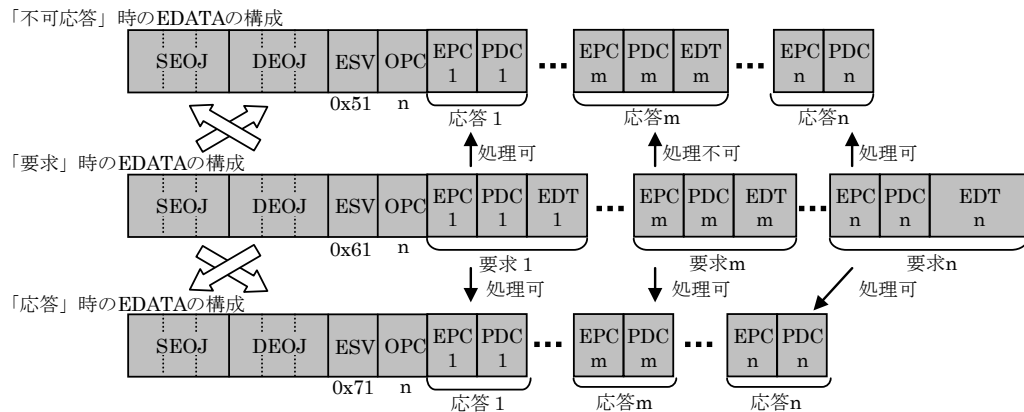 「不可応答」時のEDATAの構成
SEOJ DEOJ ESV OPC EPC 1 PDC 1 ••• EPC m PDC m EDT m ••• EPC n PDC n
0x51 n 応答１ 応答m 応答n
処理可 処理不可 処理可
「要求」時のEDATAの構成
SEOJ DEOJ ESV OPC EPC 1 PDC 1 EDT 1 ••• EPC m PDC m EDT m ••• EPC n PDC n EDT n
0x61 n 要求１ 要求m 要求n
処理可 処理可 処理可
「応答」時のEDATAの構成
SEOJ DEOJ ESV OPC EPC 1 PDC 1 ••• EPC m PDC m ••• EPC n PDC n
0x71 n 応答１ 応答m 応答n